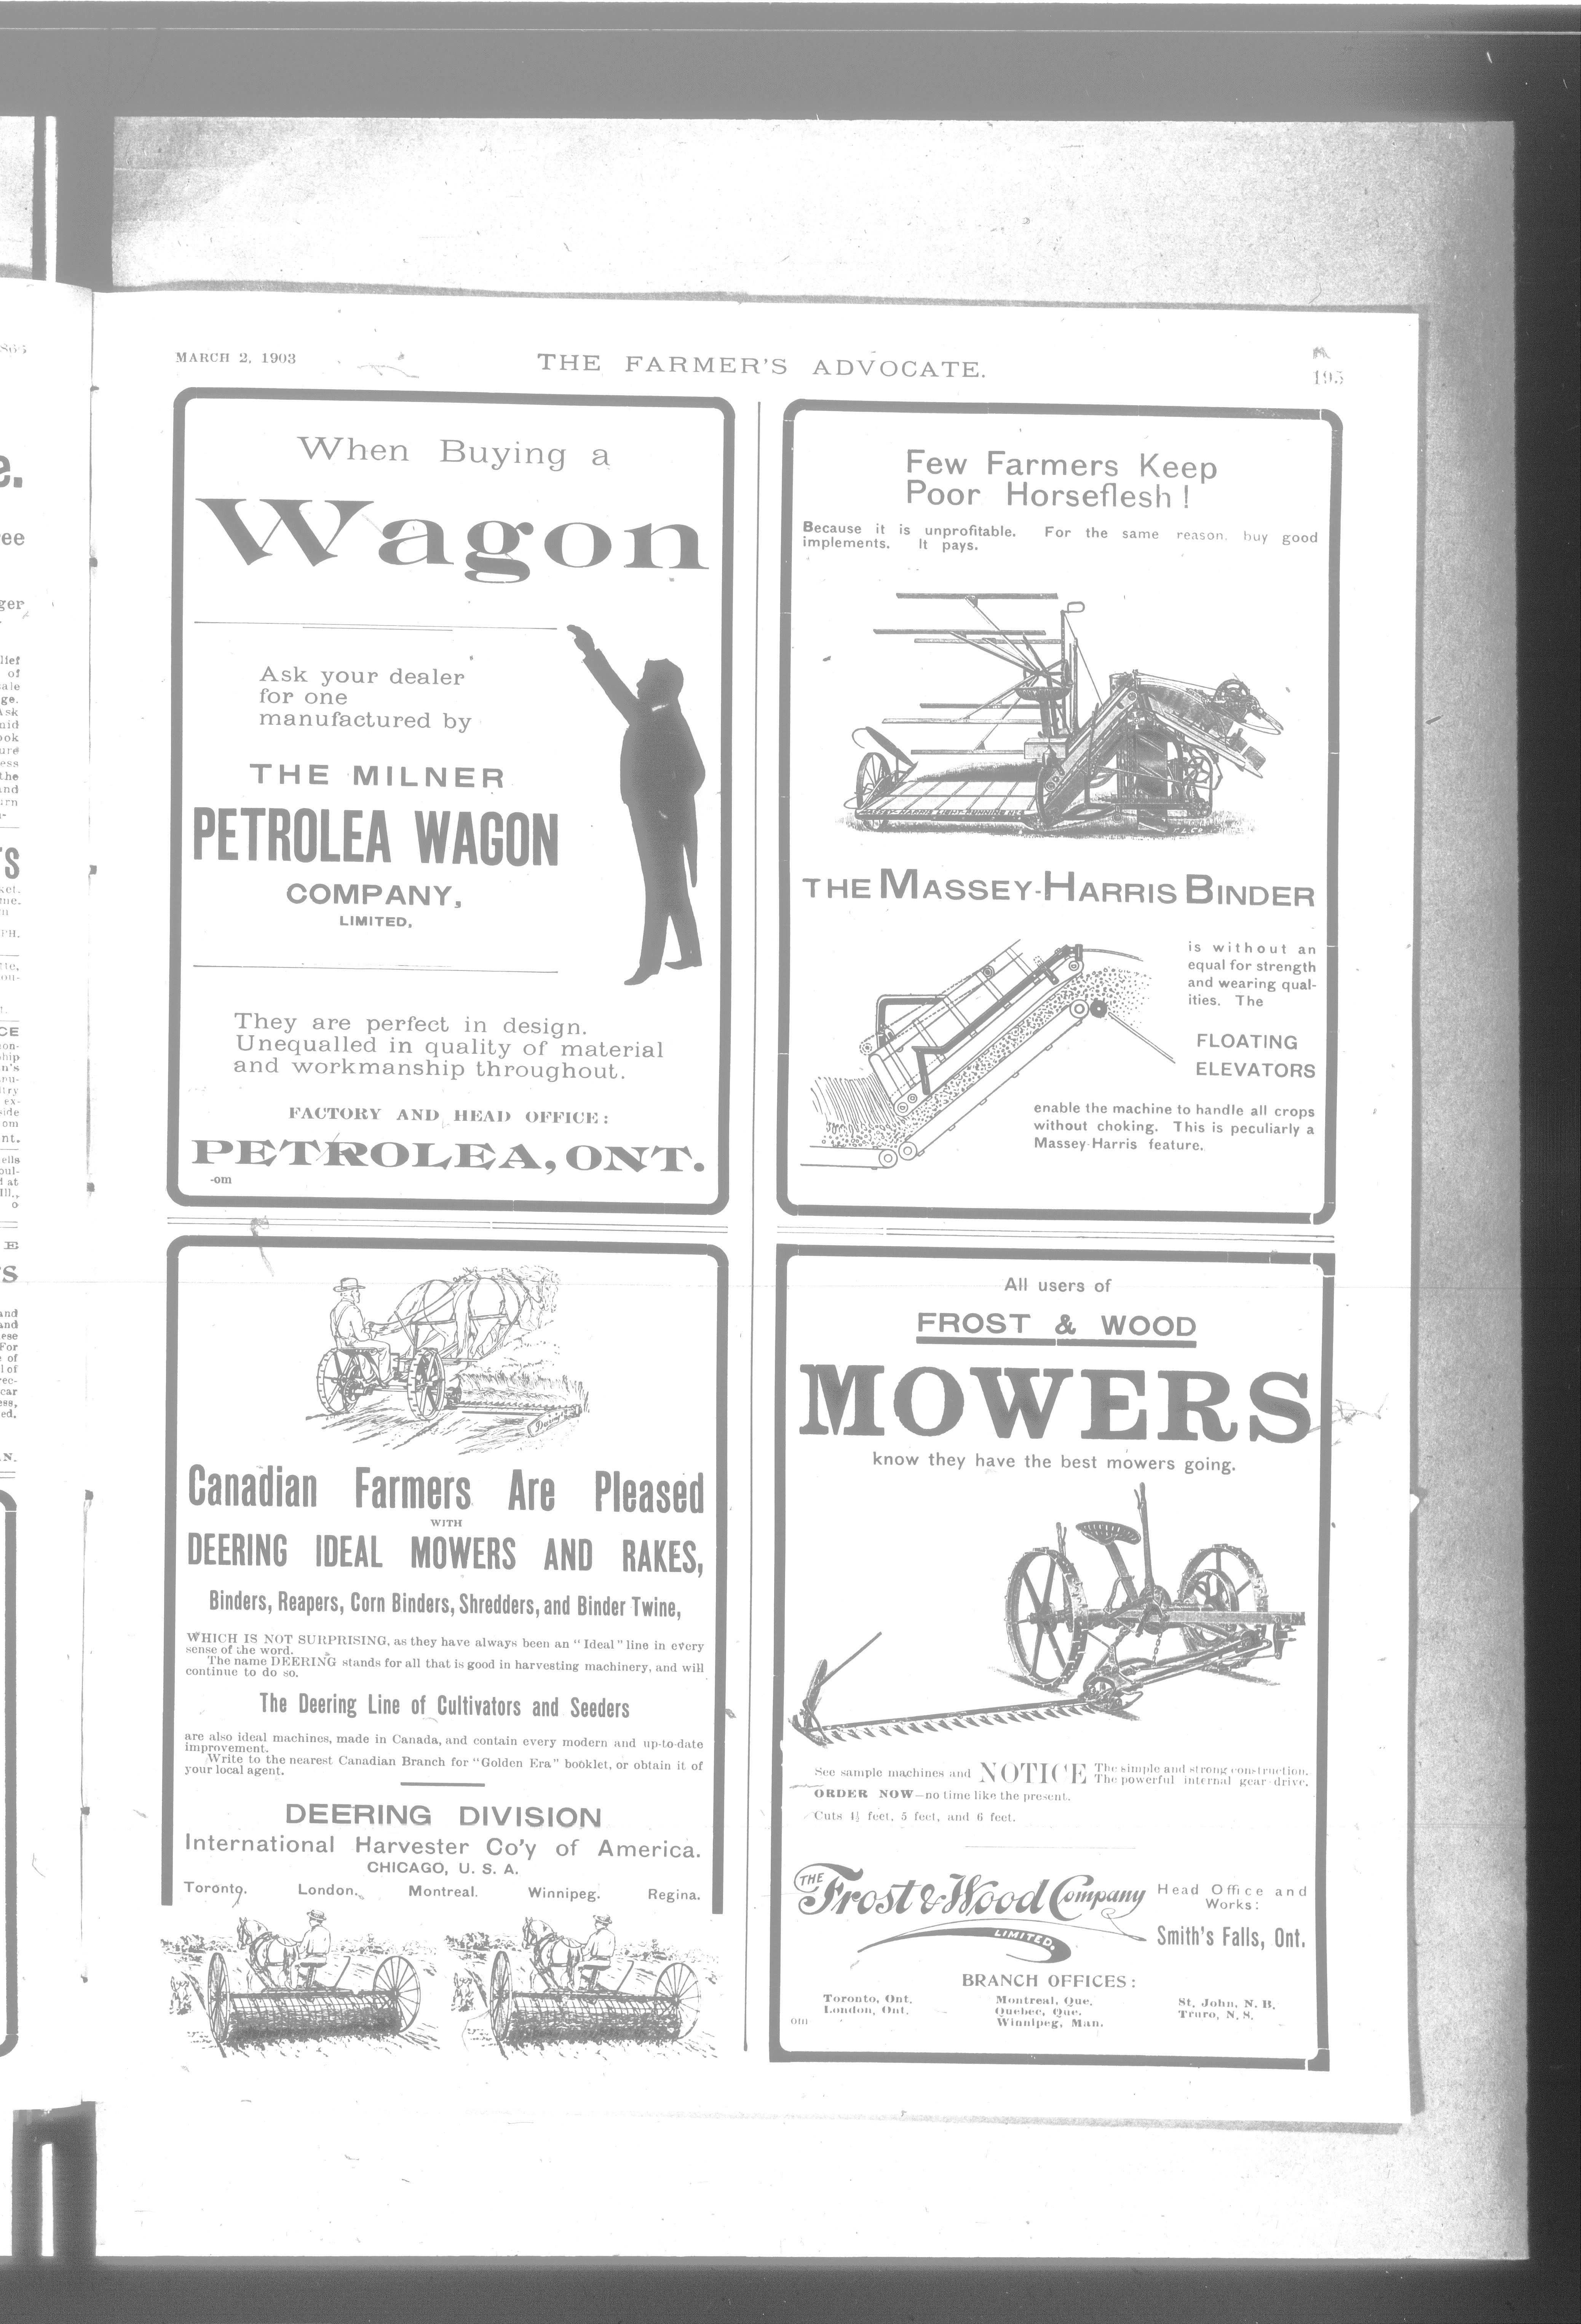 MARCH 2, 1903
THE FARMER'S ADVOCATE.
195
When Buying a
Wagon
Ask your dealer
for one
manufactured by
THE MILNER
PETROLEA WAGON
COMPANY,
LIMITED,
They are perfect in design.
Unequalled in quality of material
and workmanship throughout.
FACTORY AND HEAD OFFICE:
PETROLEA, ONT.
-om
Few Farmers Keep
Poor Horseflesh!
Because it is unprofitable. For the same reason, buy good
implements. It pays.
THE MASSEY-HARRIS BINDER
is without an
equal for strength
and wearing qual-
ities. The
FLOATING
ELEVATORS
enable the machine to handle all crops
without choking. This is peculiarly a
Massey-Harris feature.
Canadian Farmers Are Pleased
WITH
DEERING IDEAL MOWERS AND RAKES,
Binders, Reapers, Corn Binders, Shredders, and Binder Twine,
WHICH IS NOT SURPRISING, as they have always been an "Ideal" line in every
sense of the word.
The name DEERING stands for all that is good in harvesting machinery, and will
continue to do so.
The Deering Line of Cultivators and Seeders
are also ideal machines, made in Canada, and contain every modern and up-to-date
improvement.
Write to the nearest Canadian Branch for "Golden Era" booklet, or obtain it of
your local agent.
DEERING DIVISION
International Harvester Co'y of America.
CHICAGO, U. S. A.
Toronto. London. Montreal. Winnipeg. Regina.
All users of
FROST & WOOD
MOWERS
know they have the best mowers going.
See sample machines and NOTICE The simple and strong construction.
The powerful internal gear drive.
ORDER NOW—no time like the present.
Cuts 4½ feet, 5 feet, and 6 feet.
THE Frost & Wood Company
LIMITED.
Head Office and
Works:
Smith's Falls, Ont.
BRANCH OFFICES:
Toronto, Ont.
London, Ont.
Montreal, Que.
Quebec, Que.
Winnipeg, Man.
St. John, N. B.
Truro, N. S.
om